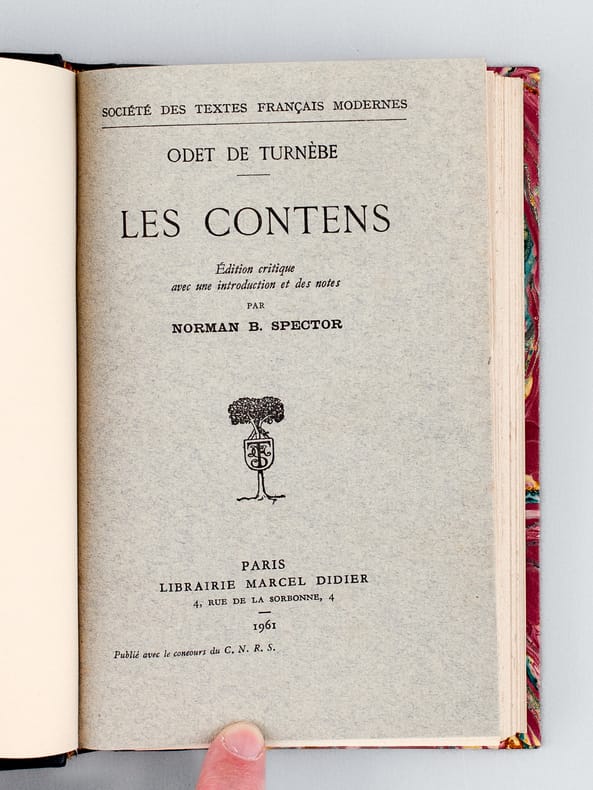 SOCIÉTÉ DES TEXTES FRANÇAIS MODERNES
ODET DE TURNÈBE
LES CONTENS
Édition critique
avec une introduction et des notes
PAR
NORMAN B. SPECTOR
PARIS
LIBRAIRIE MARCEL DIDIER
4, RUE DE LA SORBONNE, 4
1961
Publié avec le concours du C. N. R. S.